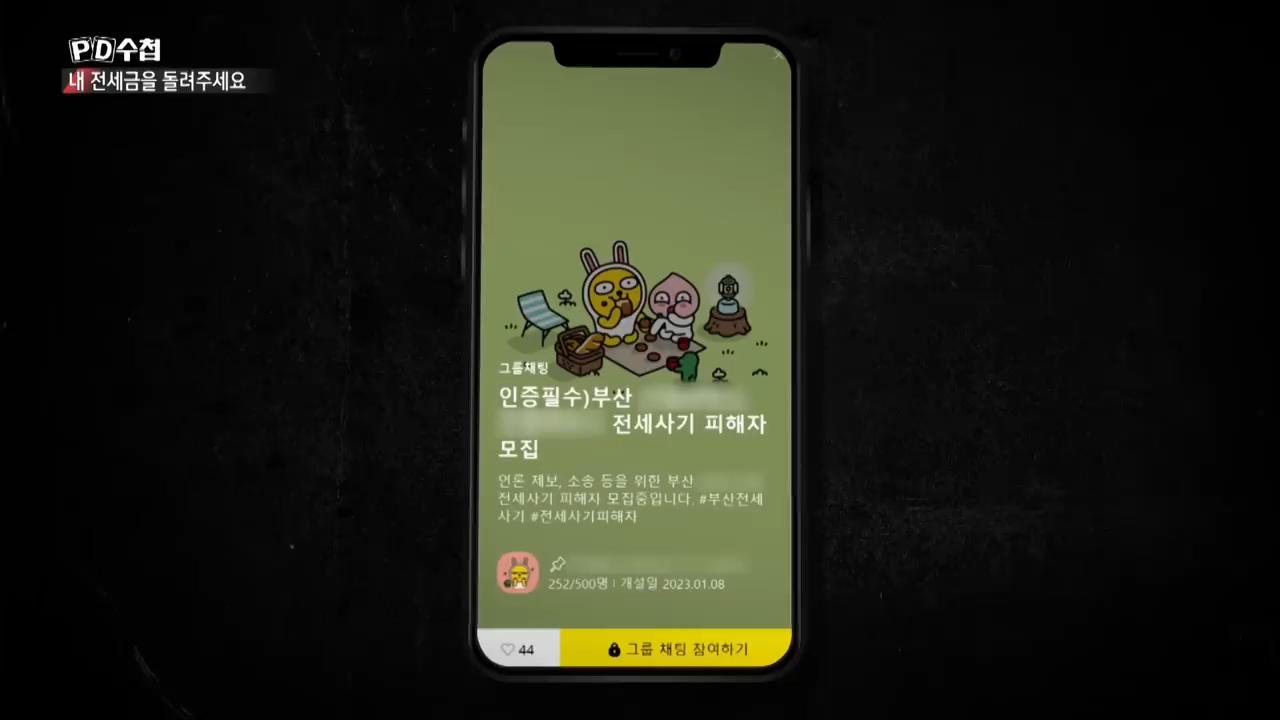 PD수첩
내 전세금을 돌려주세요
그룹채팅
인증필수)부산
전세사기 피해자
모집
언론 제보, 소송 등을 위한 부산
전세사기 피해자 모집중입니다. #부산전세
사기 #전세사기피해자
252/500명 | 개설일 2023.01.08
44
그룹 채팅 참여하기